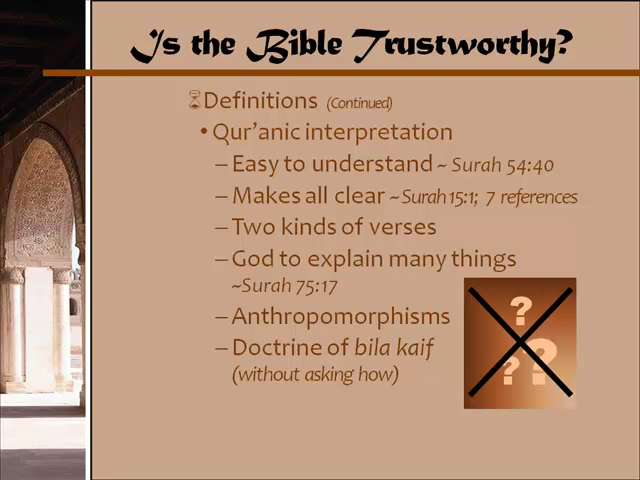 Is the Bible Trustworthy?
Definitions (Continued)
• Qur'anic interpretation
– Easy to understand ~ Surah 54:40
– Makes all clear ~Surah 15:1; 7 references
– Two kinds of verses
– God to explain many things
~Surah 75:17
– Anthropomorphisms
– Doctrine of bila kaif
(without asking how)
? ? ?